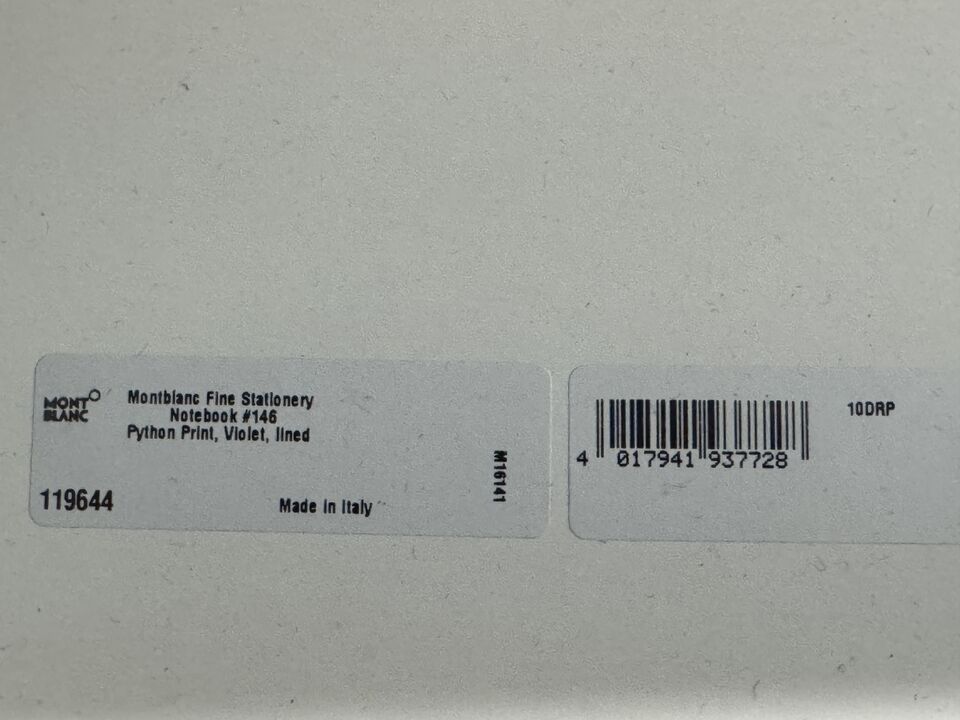 MONT
BLANC
Montblanc Fine Stationery
Notebook #146
Python Print, Violet, lined
119644
Made in Italy
M16141
4 017941 937728
10DRP